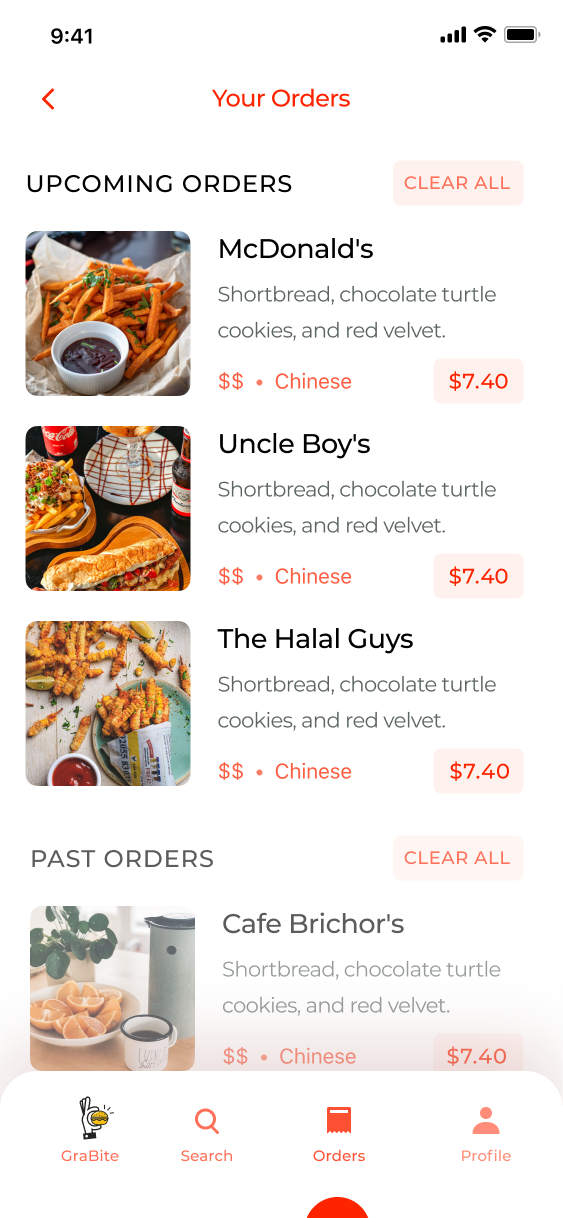 9:41
Your Orders
UPCOMING ORDERS
CLEAR ALL
McDonald's
Shortbread, chocolate turtle
cookies, and red velvet.
$$ • Chinese
$7.40
Uncle Boy's
Shortbread, chocolate turtle
cookies, and red velvet.
$$ • Chinese
$7.40
The Halal Guys
Shortbread, chocolate turtle
cookies, and red velvet.
$$ • Chinese
$7.40
PAST ORDERS
CLEAR ALL
Cafe Brichor's
Shortbread, chocolate turtle
cookies, and red velvet.
$$ • Chinese
$7.40
GraBite
Search
Orders
Profile